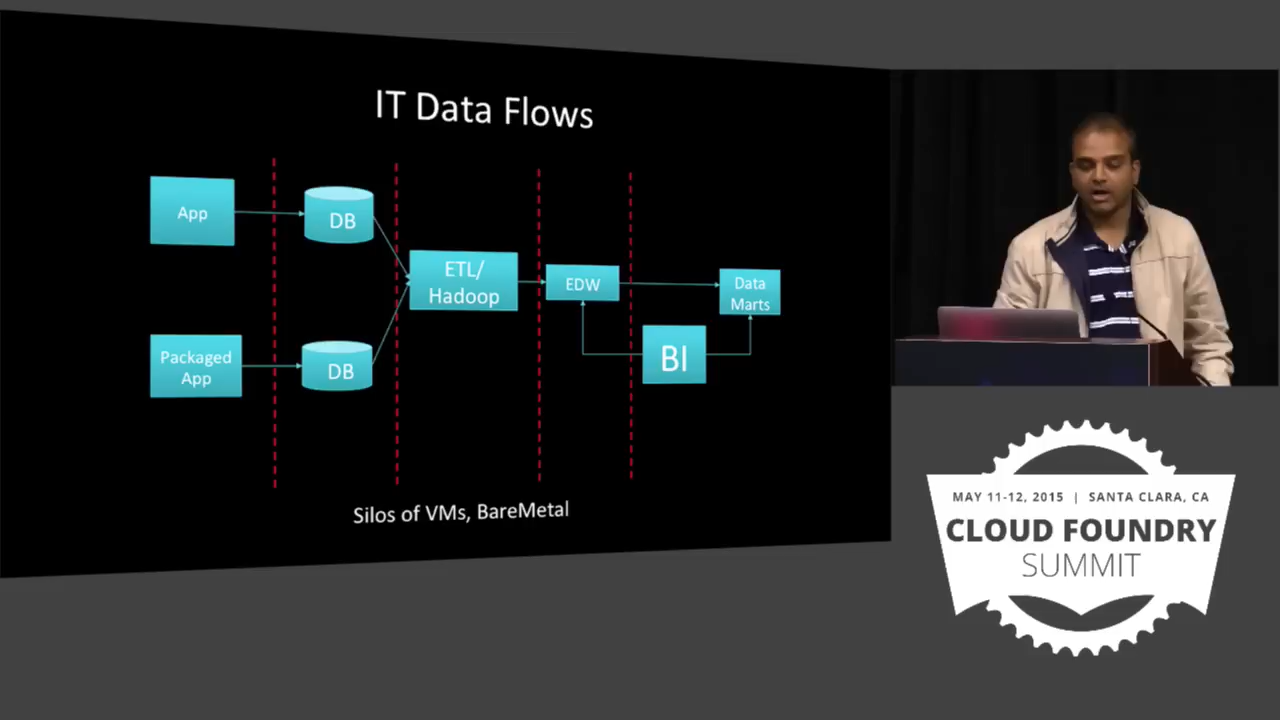 IT Data Flows
App
DB
ETL/
Hadoop
EDW
Data
Marts
BI
Packaged
App
DB
Silos of VMs, BareMetal
MAY 11-12, 2015 | SANTA CLARA, CA
CLOUD FOUNDRY
SUMMIT